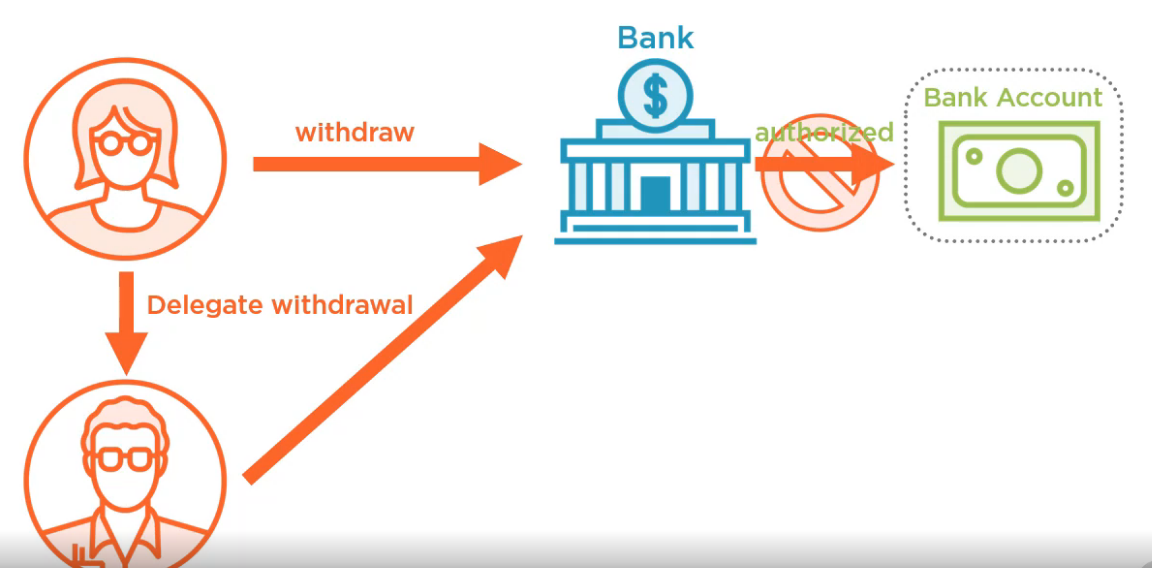 Bank
Bank Account
withdraw
authorized
$
Delegate withdrawal